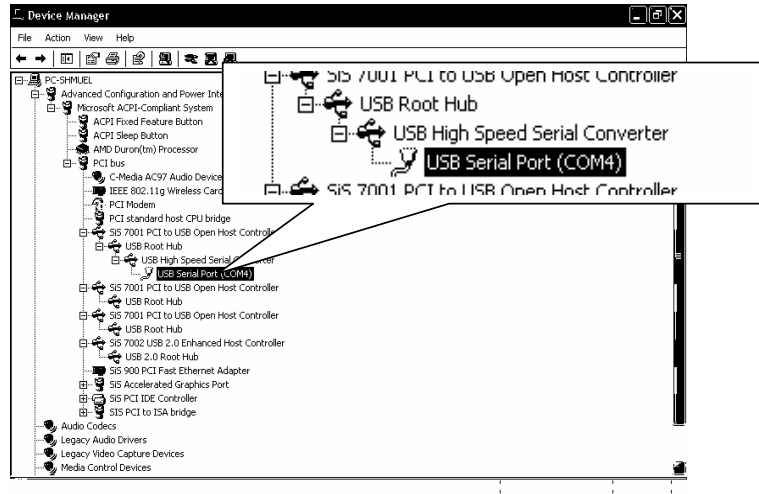 Device Manager
File Action View Help
PC-SHMUEL
Advanced Configuration and Power Inte
Microsoft ACPI-Compliant System
ACPI Fixed Feature Button
ACPI Sleep Button
AMD Duron(tm) Processor
PCI bus
C-Media AC97 Audio Device
IEEE 802.11g Wireless Card
PCI Modem
PCI standard host CPU bridge
SiS 7001 PCI to USB Open Host Controlle
USB Root Hub
USB High Speed Serial Converter
USB Serial Port (COM4)
SiS 7001 PCI to USB Open Host Controller
USB Root Hub
SiS 7001 PCI to USB Open Host Controller
USB Root Hub
SiS 7002 USB 2.0 Enhanced Host Controller
USB 2.0 Root Hub
SiS 900 PCI Fast Ethernet Adapter
SiS Accelerated Graphics Port
SiS PCI IDE Controller
SIS PCI to ISA bridge
Audio Codecs
Legacy Audio Drivers
Legacy Video Capture Devices
Media Control Devices
SiS 7001 PCI to USB Open Host Controller
USB Root Hub
USB High Speed Serial Converter
USB Serial Port (COM4)
SiS 7001 PCI to USB Open Host Controller